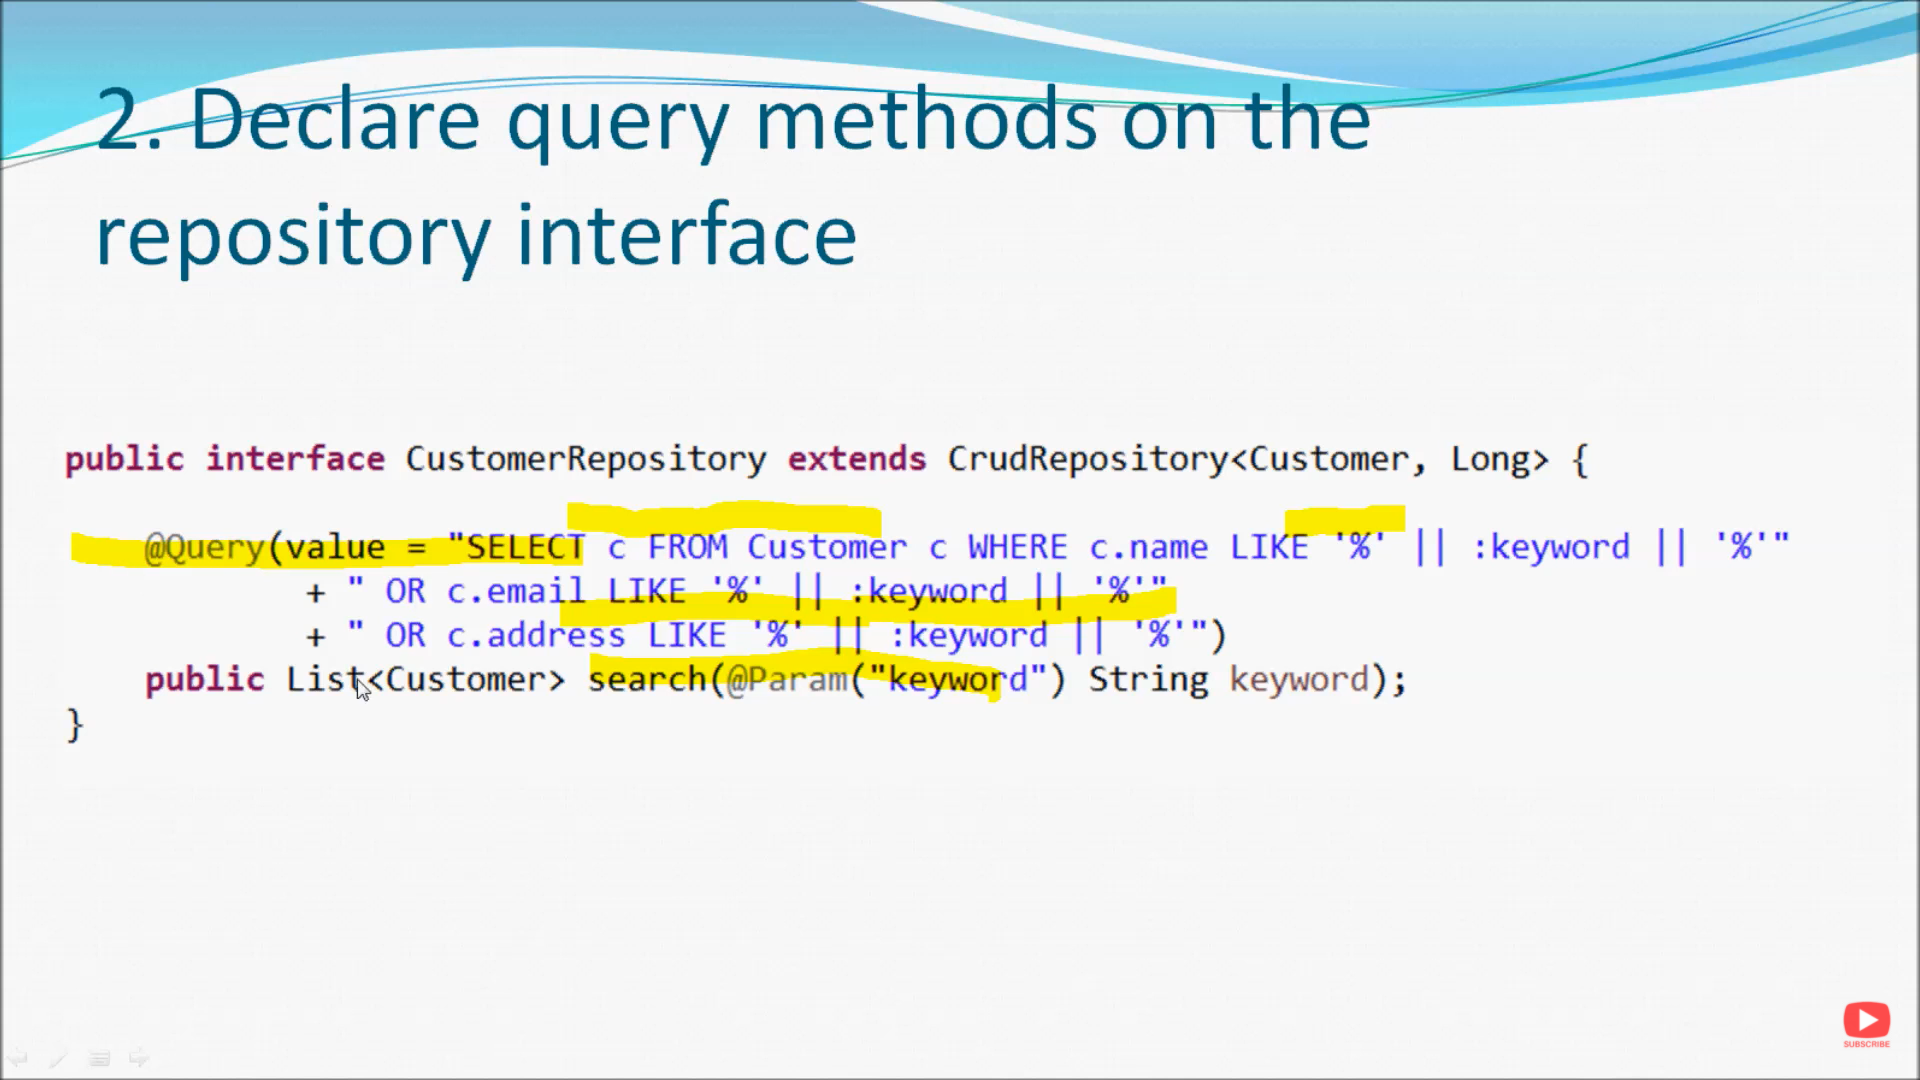 2. Declare query methods on the
repository interface
public interface CustomerRepository extends CrudRepository<Customer, Long> {
@Query(value = "SELECT c FROM Customer c WHERE c.name LIKE '%' || :keyword || '%'"
+ " OR c.email LIKE '%' || :keyword || '%'"
+ " OR c.address LIKE '%' || :keyword || '%'")
public List<Customer> search(@Param("keyword") String keyword);
}
SUBSCRIBE